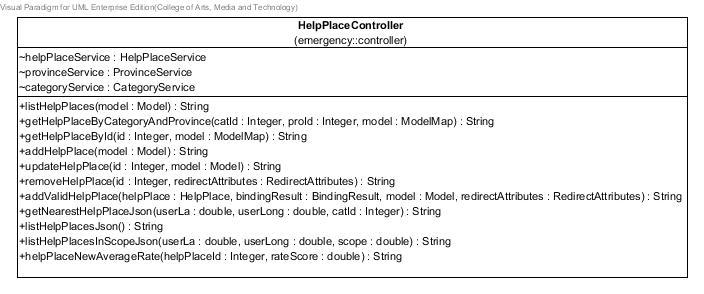 Visual Paradigm for UML Enterprise Edition(College of Arts, Media and Technology)
HelpPlaceController
(emergency::controller)
~helpPlaceService : HelpPlaceService
~provinceService : ProvinceService
~categoryService : CategoryService
+listHelpPlaces(model : Model) : String
+getHelpPlaceByCategoryAndProvince(catId : Integer, proId : Integer, model : ModelMap) : String
+getHelpPlaceById(id : Integer, model : ModelMap) : String
+addHelpPlace(model : Model) : String
+updateHelpPlace(id : Integer, model : Model) : String
+removeHelpPlace(id : Integer, redirectAttributes : RedirectAttributes) : String
+addValidHelpPlace(helpPlace : HelpPlace, bindingResult : BindingResult, model : Model, redirectAttributes : RedirectAttributes) : String
+getNearestHelpPlaceJson(userLa : double, userLong : double, catId : Integer) : String
+listHelpPlacesJson() : String
+listHelpPlacesInScopeJson(userLa : double, userLong : double, scope : double) : String
+helpPlaceNewAverageRate(helpPlaceId : Integer, rateScore : double) : String